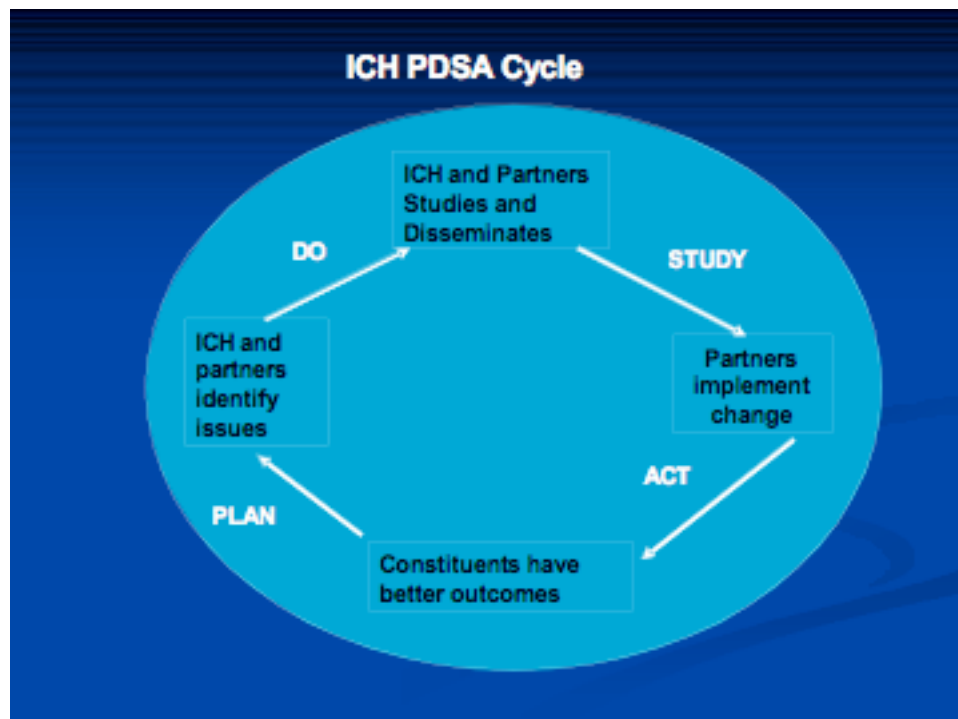 ICH PDSA Cycle
ICH and Partners
Studies and
Disseminates
DO
STUDY
ICH and
partners
identify
issues
Partners
implement
change
ACT
PLAN
Constituents have
better outcomes